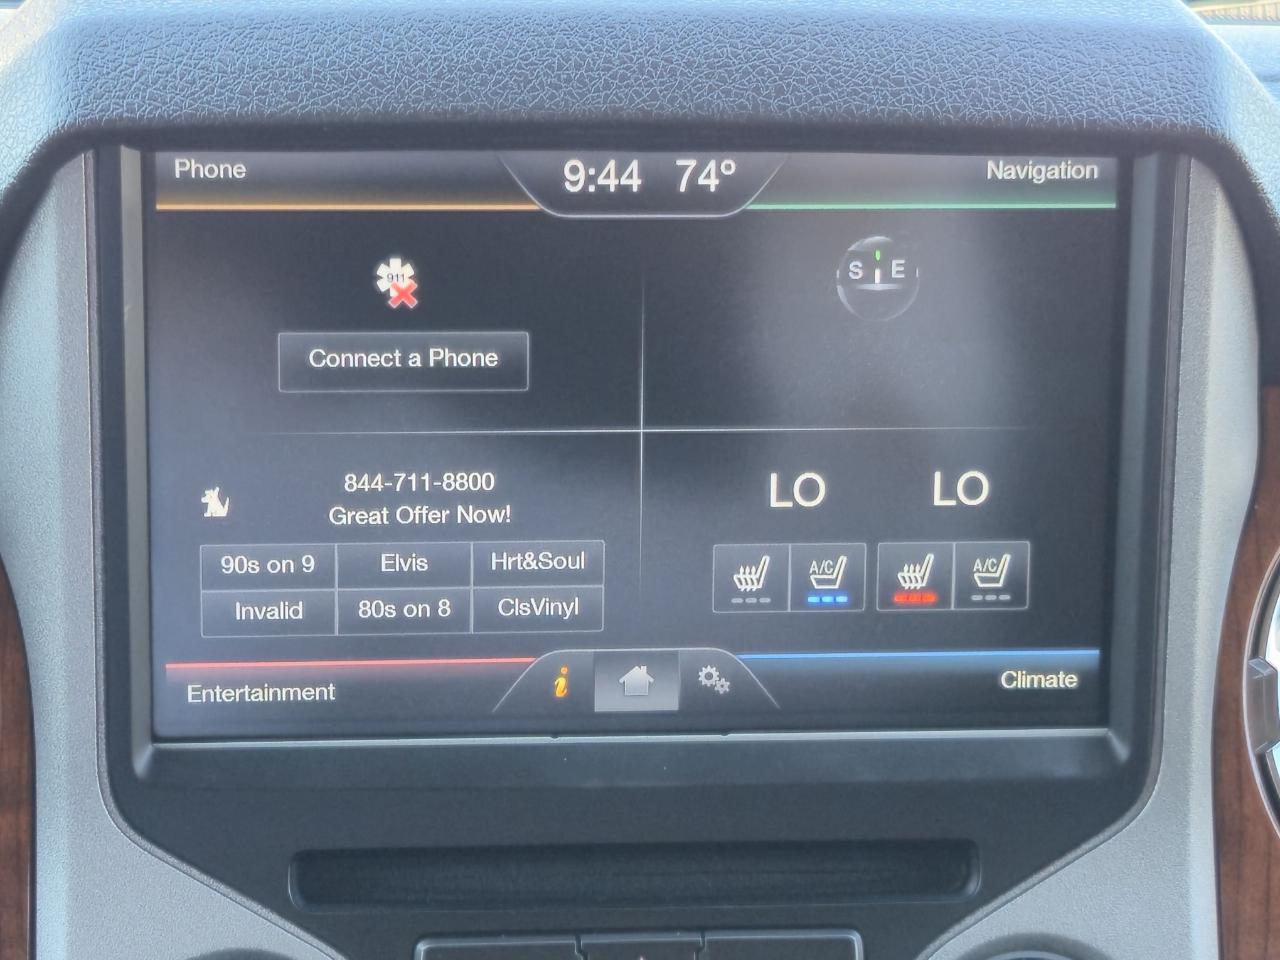 Phone
9:44 74°
Navigation
911
S E
Connect a Phone
844-711-8800
Great Offer Now!
LO LO
90s on 9 Elvis Hrt&Soul
Invalid 80s on 8 ClsVinyl
A/C A/C
Entertainment
i
Climate